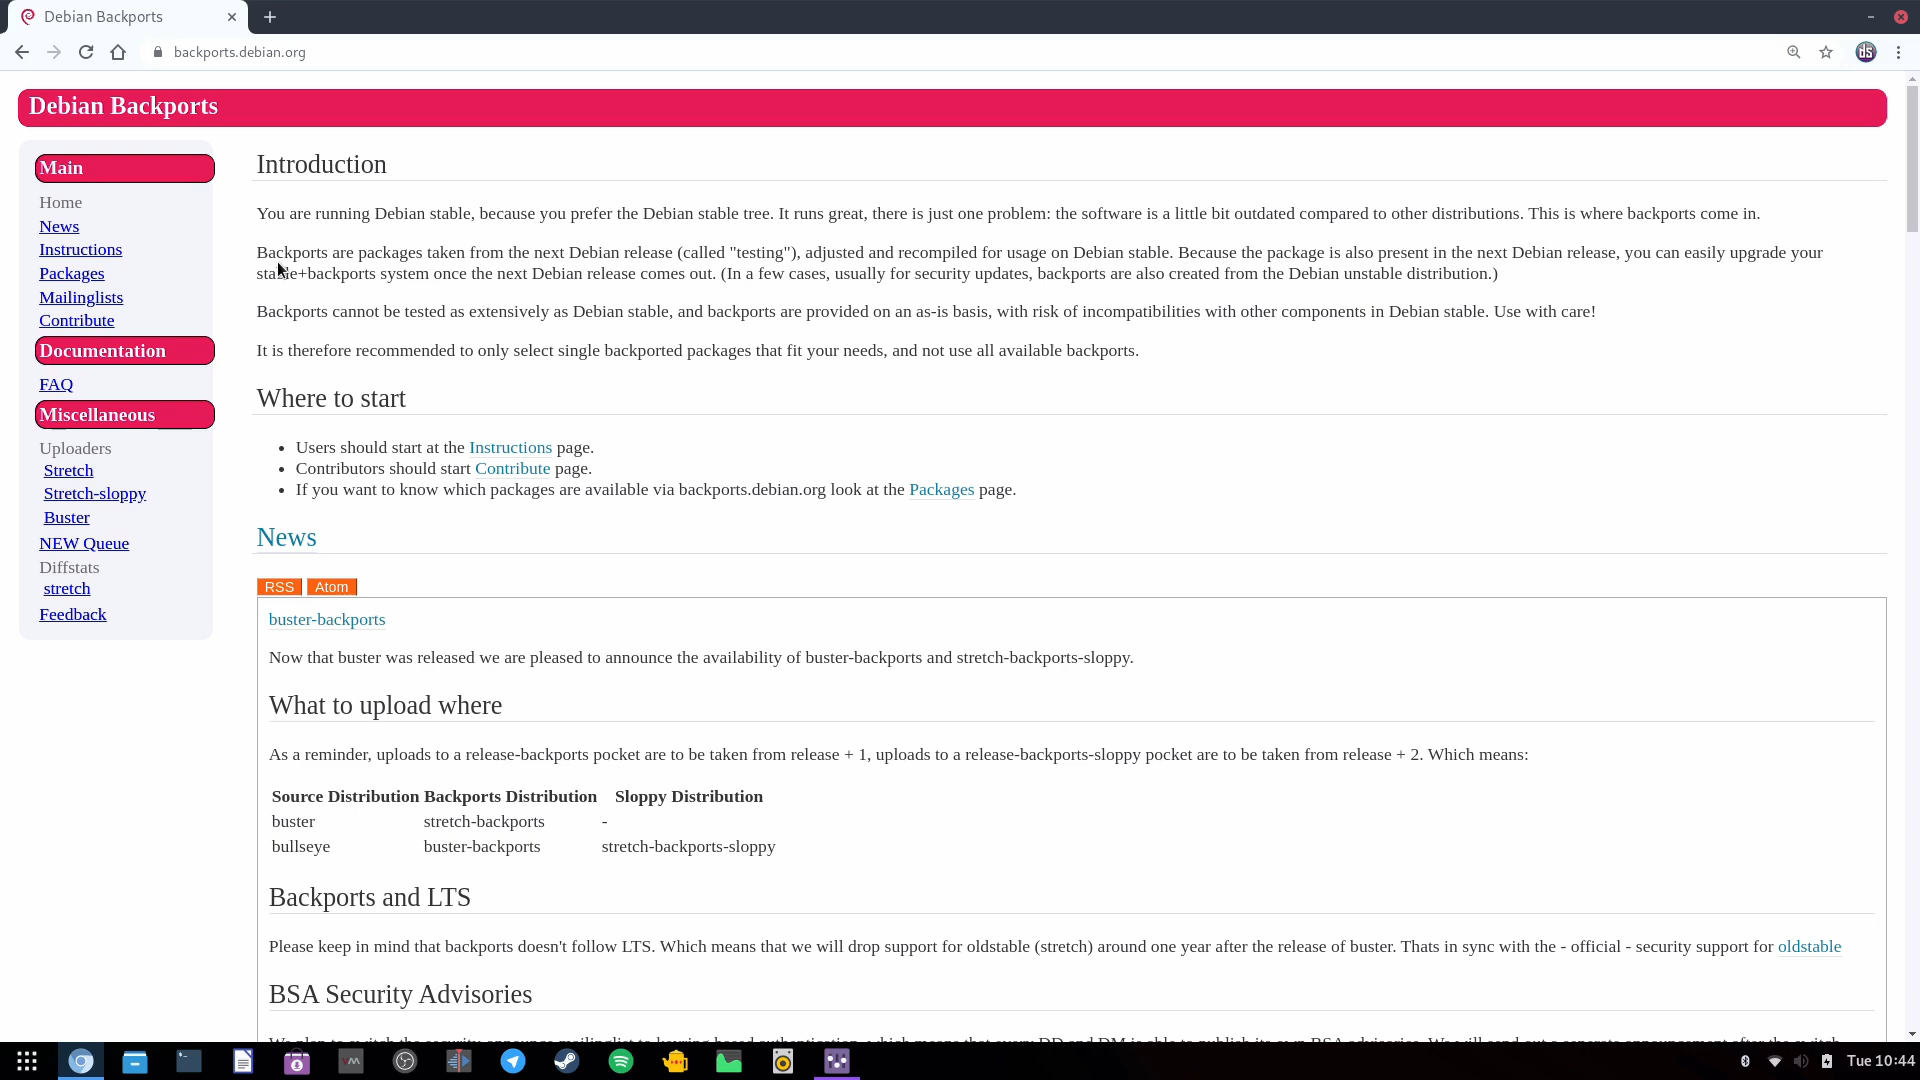 Debian Backports
backports.debian.org
Debian Backports
Main
Home
News
Instructions
Packages
Mailinglists
Contribute
Documentation
FAQ
Miscellaneous
Uploaders
Stretch
Stretch-sloppy
Buster
NEW Queue
Diffstats
stretch
Feedback
Introduction
You are running Debian stable, because you prefer the Debian stable tree. It runs great, there is just one problem: the software is a little bit outdated compared to other distributions. This is where backports come in.
Backports are packages taken from the next Debian release (called "testing"), adjusted and recompiled for usage on Debian stable. Because the package is also present in the next Debian release, you can easily upgrade your
stable+backports system once the next Debian release comes out. (In a few cases, usually for security updates, backports are also created from the Debian unstable distribution.)
Backports cannot be tested as extensively as Debian stable, and backports are provided on an as-is basis, with risk of incompatibilities with other components in Debian stable. Use with care!
It is therefore recommended to only select single backported packages that fit your needs, and not use all available backports.
Where to start
• Users should start at the Instructions page.
• Contributors should start Contribute page.
• If you want to know which packages are available via backports.debian.org look at the Packages page.
News
RSS Atom
buster-backports
Now that buster was released we are pleased to announce the availability of buster-backports and stretch-backports-sloppy.
What to upload where
As a reminder, uploads to a release-backports pocket are to be taken from release + 1, uploads to a release-backports-sloppy pocket are to be taken from release + 2. Which means:
Source Distribution Backports Distribution Sloppy Distribution
buster stretch-backports -
bullseye buster-backports stretch-backports-sloppy
Backports and LTS
Please keep in mind that backports doesn't follow LTS. Which means that we will drop support for oldstable (stretch) around one year after the release of buster. Thats in sync with the - official - security support for oldstable
BSA Security Advisories
Tue 10:44